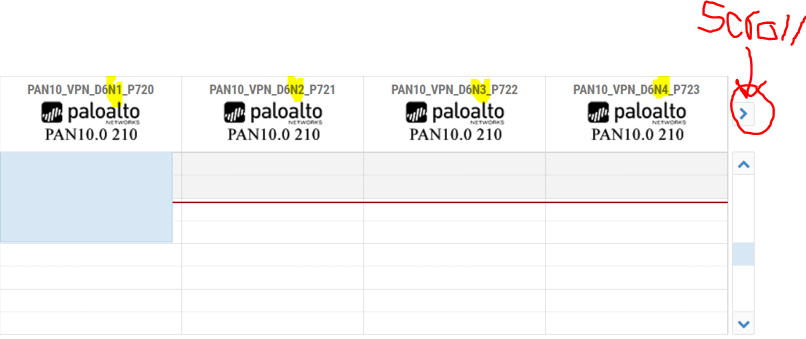 Scroll
PAN10_VPN_D6N1_P720
PAN10_VPN_D6N2_P721
PAN10_VPN_D6N3_P722
PAN10_VPN_D6N4_P723
paloalto
NETWORKS
paloalto
NETWORKS
paloalto
NETWORKS
paloalto
NETWORKS
PAN10.0 210
PAN10.0 210
PAN10.0 210
PAN10.0 210